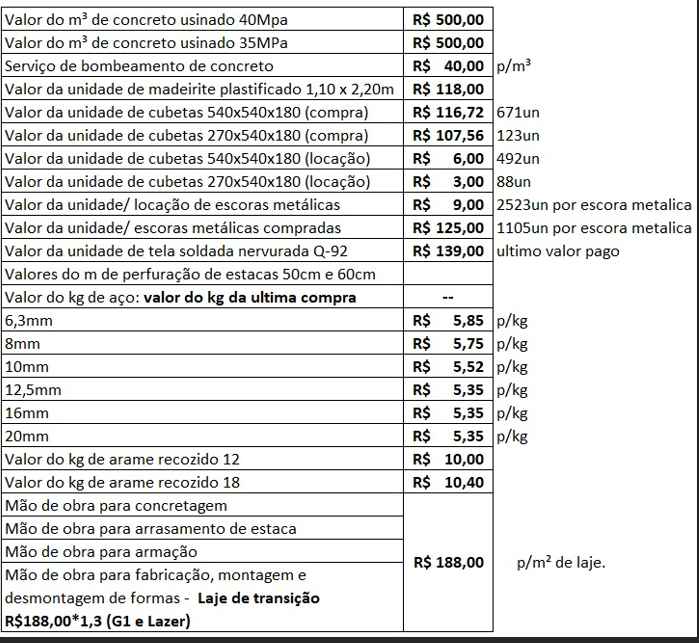 Valor do m³ de concreto usinado 40Mpa R$ 500,00
Valor do m³ de concreto usinado 35MPa R$ 500,00
Serviço de bombeamento de concreto R$ 40,00 p/m³
Valor da unidade de madeirite plastificado 1,10 x 2,20m R$ 118,00
Valor da unidade de cubetas 540x540x180 (compra) R$ 116,72 671un
Valor da unidade de cubetas 270x540x180 (compra) R$ 107,56 123un
Valor da unidade de cubetas 540x540x180 (locação) R$ 6,00 492un
Valor da unidade de cubetas 270x540x180 (locação) R$ 3,00 88un
Valor da unidade/ locação de escoras metálicas R$ 9,00 2523un por escora metalica
Valor da unidade/ escoras metálicas compradas R$ 125,00 1105un por escora metalica
Valor da unidade de tela soldada nervurada Q-92 R$ 139,00 ultimo valor pago
Valores do m de perfuração de estacas 50cm e 60cm
Valor do kg de aço: valor do kg da ultima compra --
6,3mm R$ 5,85 p/kg
8mm R$ 5,75 p/kg
10mm R$ 5,52 p/kg
12,5mm R$ 5,35 p/kg
16mm R$ 5,35 p/kg
20mm R$ 5,35 p/kg
Valor do kg de arame recozido 12 R$ 10,00
Valor do kg de arame recozido 18 R$ 10,40
Mão de obra para concretagem
Mão de obra para arrasamento de estaca
Mão de obra para armação
R$ 188,00 p/m² de laje.
Mão de obra para fabricação, montagem e
desmontagem de formas - Laje de transição
R$188,00*1,3 (G1 e Lazer)